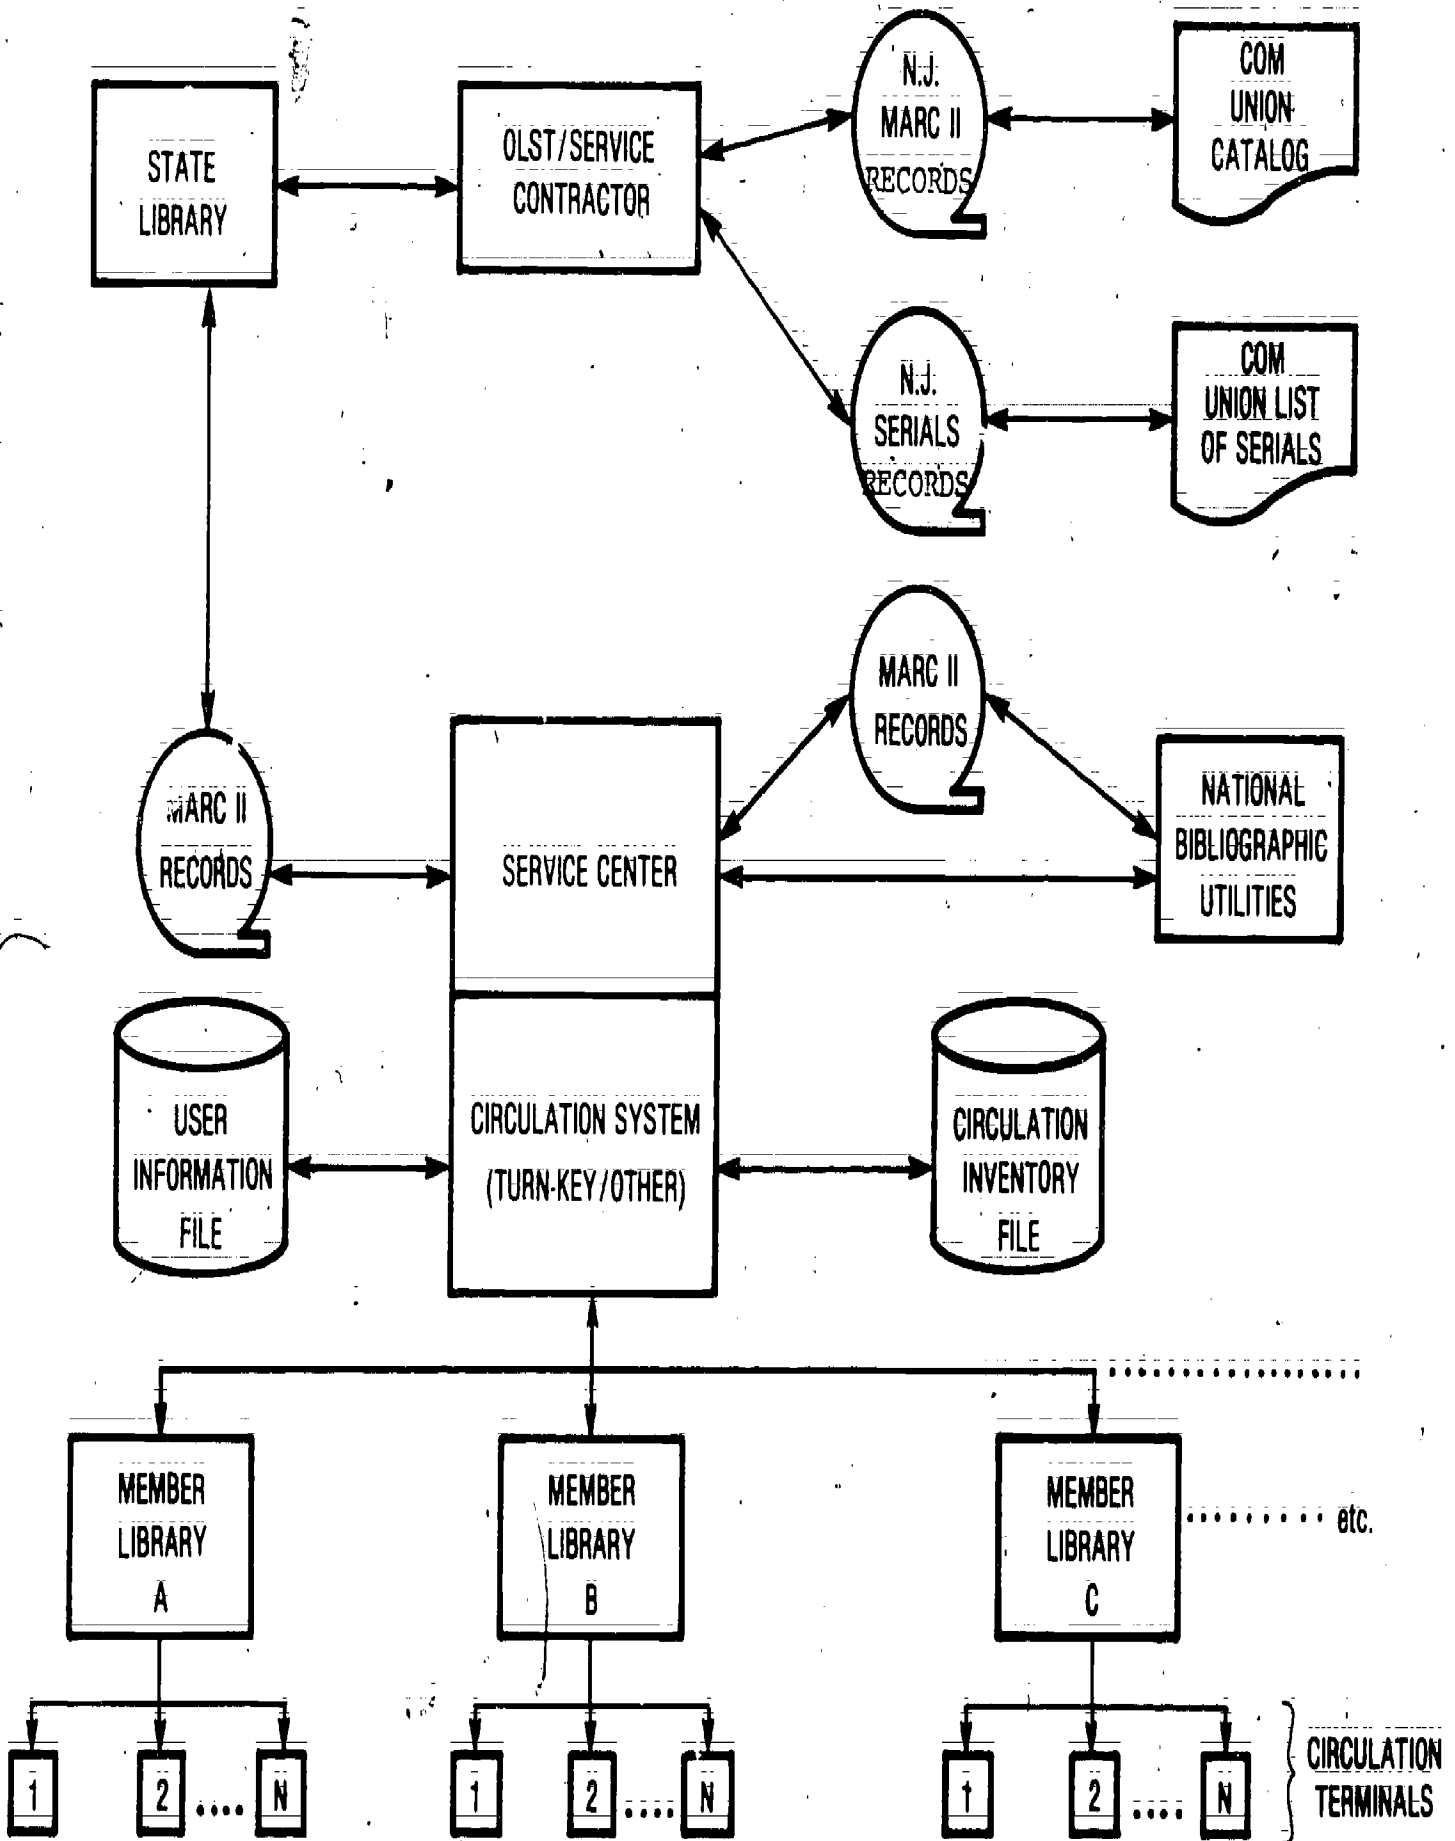 STATE
LIBRARY
OLST/SERVICE
CONTRACTOR
N.J.
MARC II
RECORDS
COM
UNION
CATALOG
N.J.
SERIALS
RECORDS
COM
UNION LIST
OF SERIALS
MARC II
RECORDS
MARC II
RECORDS
SERVICE CENTER
NATIONAL
BIBLIOGRAPHIC
UTILITIES
USER
INFORMATION
FILE
CIRCULATION SYSTEM
(TURN-KEY/OTHER)
CIRCULATION
INVENTORY
FILE
MEMBER
LIBRARY
A
MEMBER
LIBRARY
B
MEMBER
LIBRARY
C
........ etc.
1
2
....
N
1
2
....
N
1
2
....
N
CIRCULATION
TERMINALS